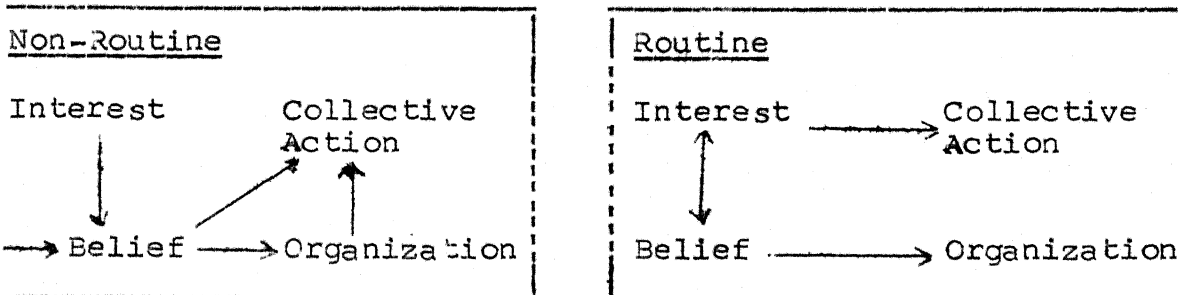 Non-Routine
Interest Collective
Action
Belief Organization
Routine
Interest Collective
Action
Belief Organization